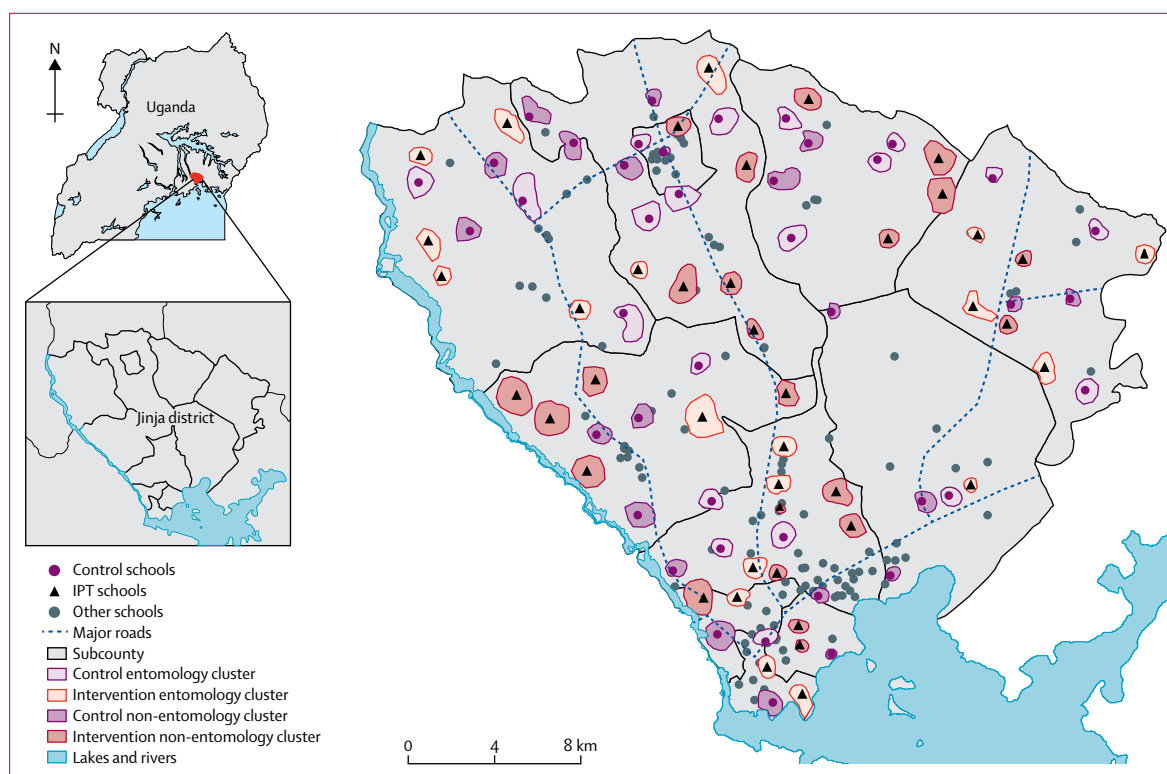 N
Uganda
Jinja district
Control schools
IPT schools
Other schools
Major roads
Subcounty
Control entomology cluster
Intervention entomology cluster
Control non-entomology cluster
Intervention non-entomology cluster
Lakes and rivers
0 4 8 km